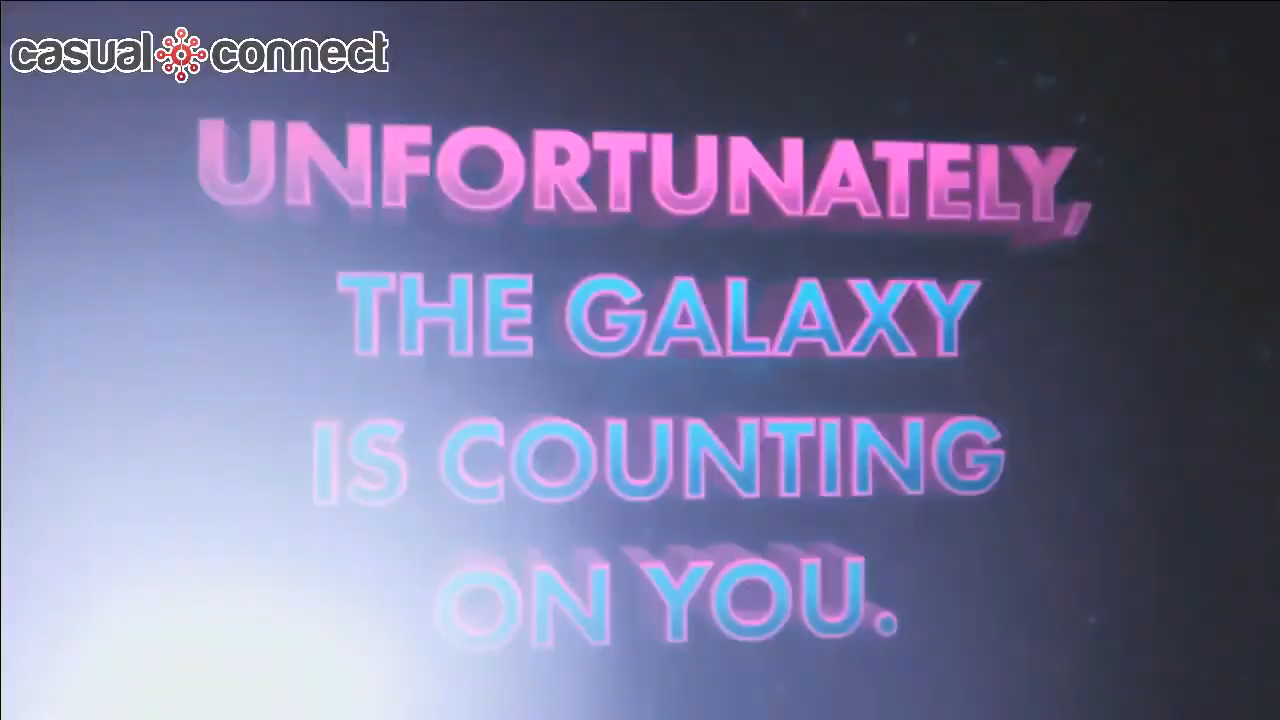 casual connect
UNFORTUNATELY,
THE GALAXY
IS COUNTING
ON YOU.